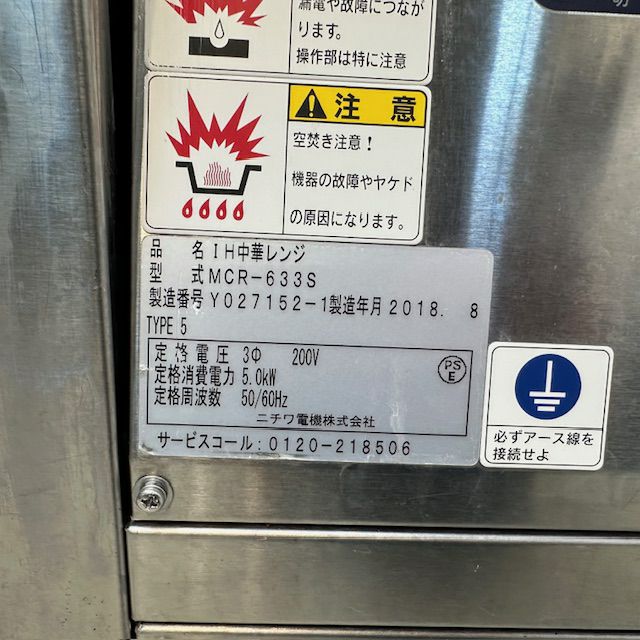 漏電や故障につなが
ります。
操作部は特に注意
注意
空焚き注意!
機器の故障やヤケド
の原因になります。
品名 IH中華レンジ
型式 MCR-633S
製造番号 Y027152-1 製造年月 2018. 8
TYPE 5
定格電圧 3Φ 200V
定格消費電力 5.0kW
定格周波数 50/60Hz
PS
E
ニチワ電機株式会社
サービスコール:0120-218506
必ずアース線を
接続せよ